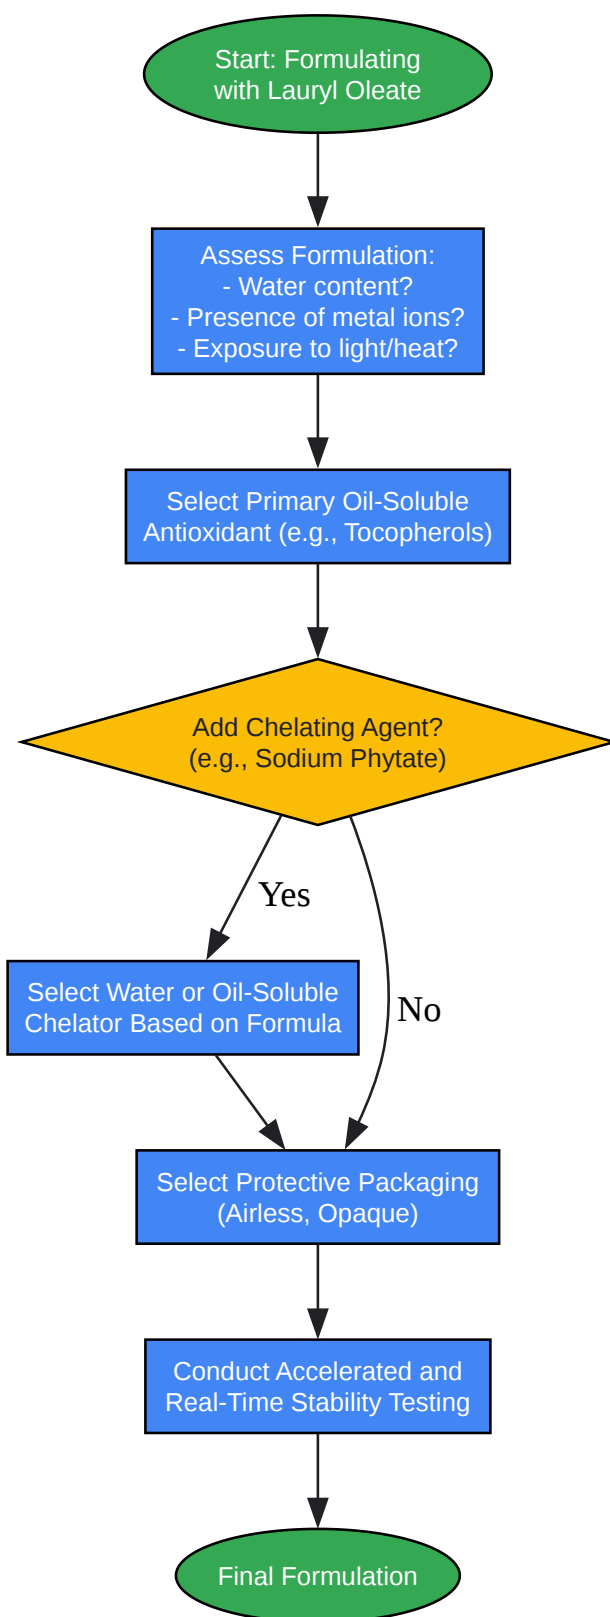 Start: Formulating
with Lauryl Oleate
Assess Formulation:
- Water content?
- Presence of metal ions?
- Exposure to light/heat?
Select Primary Oil-Soluble
Antioxidant (e.g., Tocopherols)
Add Chelating Agent?
(e.g., Sodium Phytate)
Yes
Select Water or Oil-Soluble
Chelator Based on Formula
No
Select Protective Packaging
(Airless, Opaque)
Conduct Accelerated and
Real-Time Stability Testing
Final Formulation